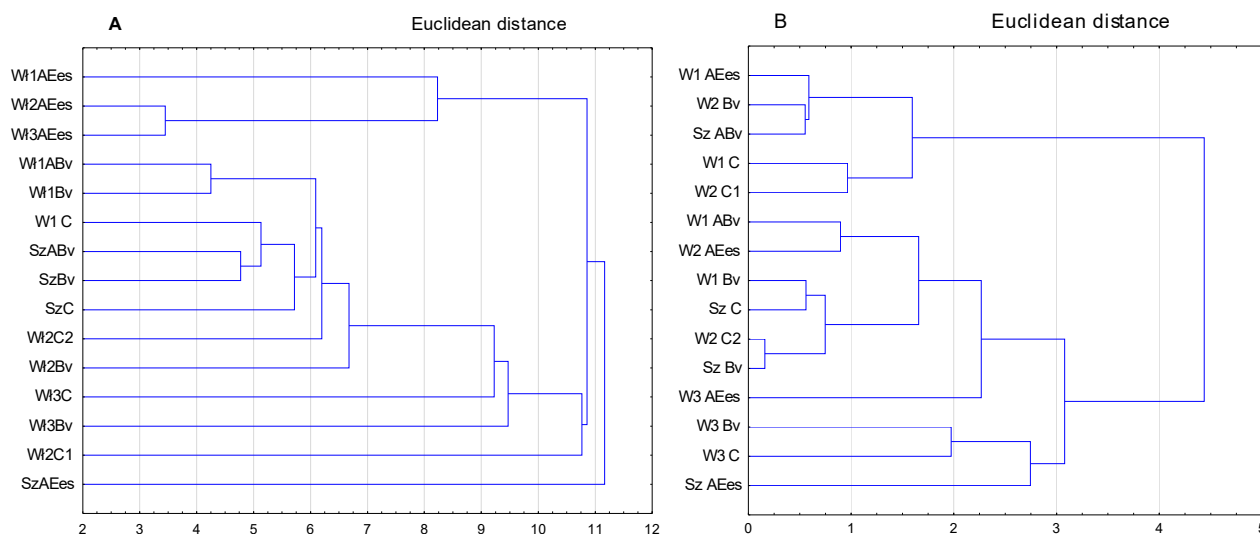 A
Euclidean distance
Wł1AEes
Wł2AEes
Wł3AEes
Wł1ABv
Wł1Bv
W1 C
SzABv
SzBv
SzC
Wł2C2
Wł2Bv
Wł3C
Wł3Bv
Wł2C1
SzAEes
2 3 4 5 6 7 8 9 10 11 12
B
Euclidean distance
W1 AEes
W2 Bv
Sz ABv
W1 C
W2 C1
W1 ABv
W2 AEes
W1 Bv
Sz C
W2 C2
Sz Bv
W3 AEes
W3 Bv
W3 C
Sz AEes
0 1 2 3 4 5